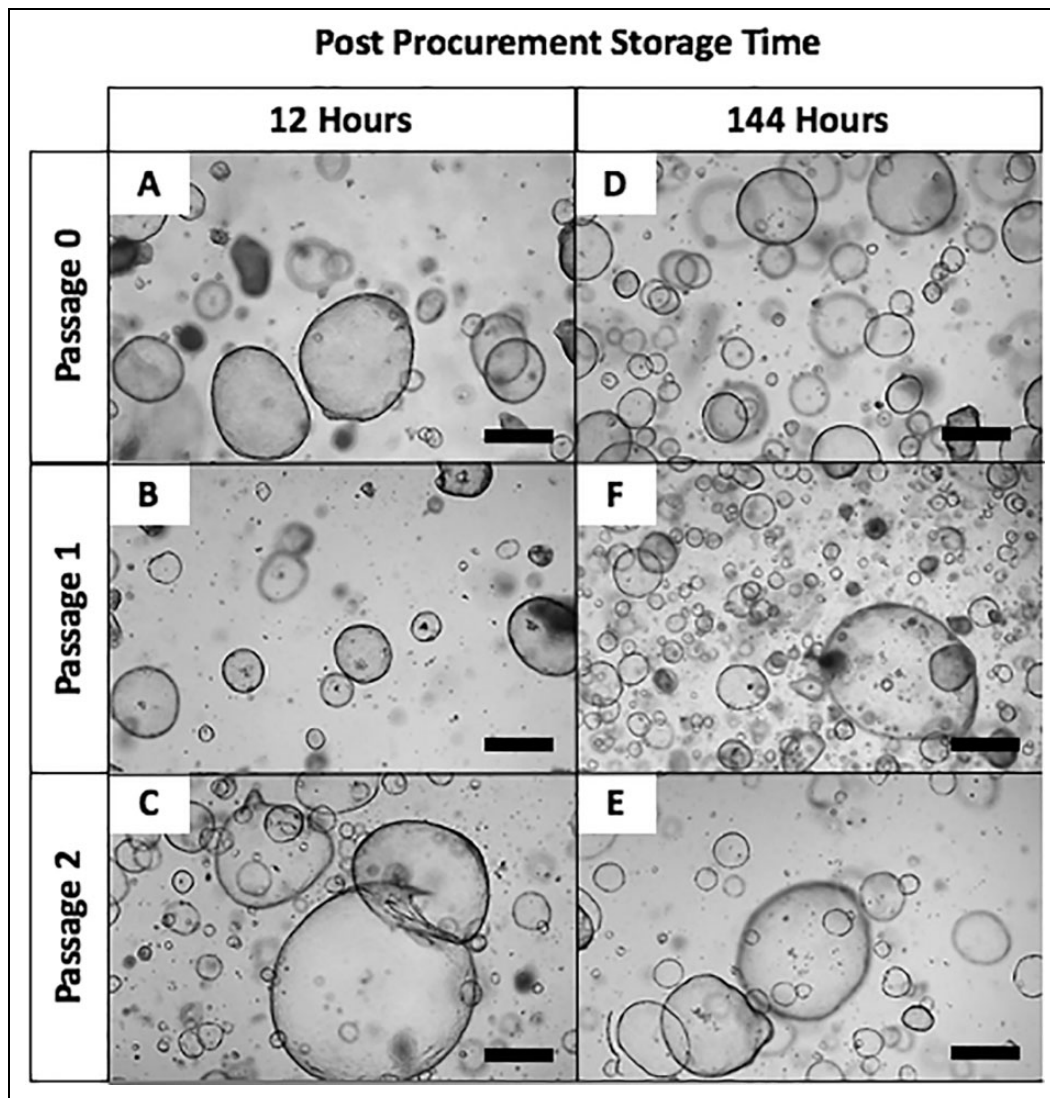 Post Procurement Storage Time
12 Hours
144 Hours
Passage 0
A
D
Passage 1
B
F
Passage 2
C
E